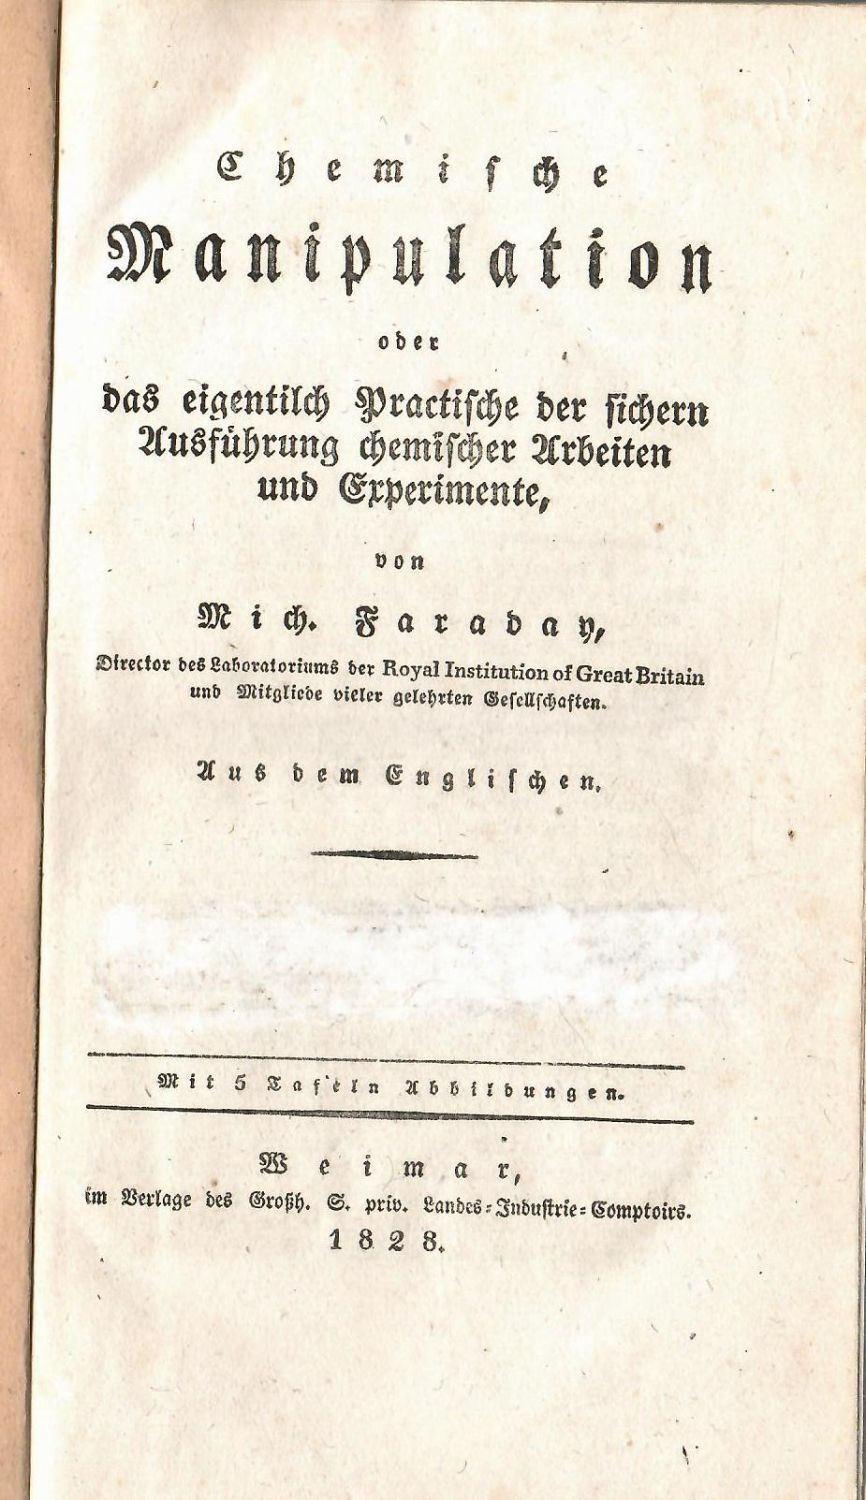 Chemische
Manipulation
oder
das eigentilch Practische der sichern
Ausführung chemischer Arbeiten
und Experimente,
von
Mich. Faraday,
Director des Laboratoriums der Royal Institution of Great Britain
und Mitgliede vieler gelehrten Gesellschaften.
Aus dem Englischen.
Mit 5 Tafeln Abbildungen.
Weimar,
im Verlage des Großh. S. priv. Landes-Industrie-Comptoirs.
1828.